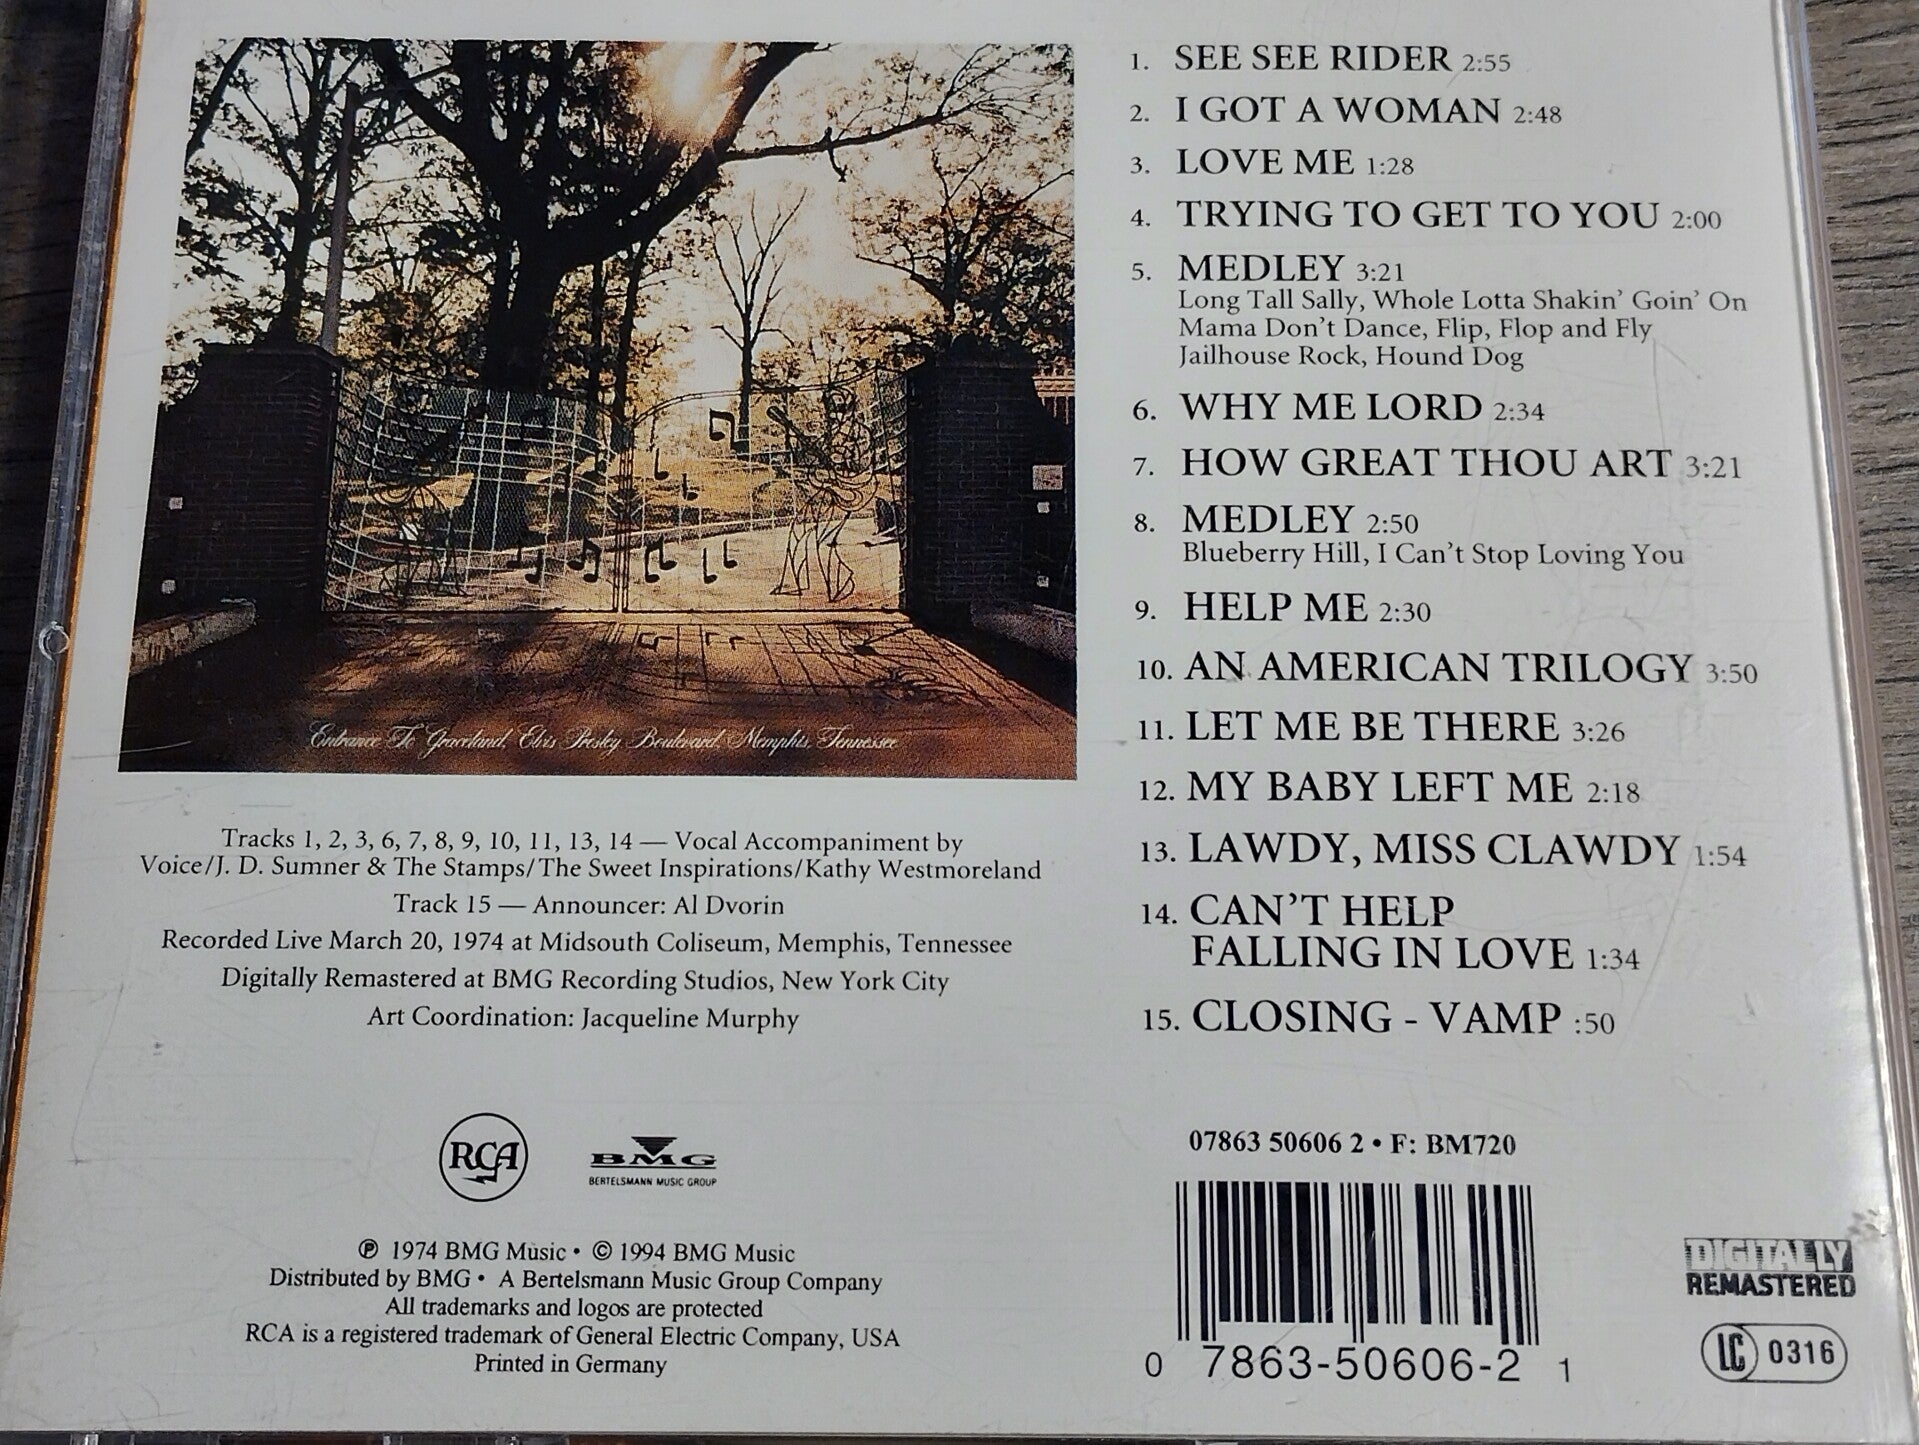 Entrance To Graceland, Elvis Presley Boulevard, Memphis, Tennessee
Tracks 1, 2, 3, 6, 7, 8, 9, 10, 11, 13, 14 — Vocal Accompaniment by
Voice/J. D. Sumner & The Stamps/The Sweet Inspirations/Kathy Westmoreland
Track 15 — Announcer: Al Dvorin
Recorded Live March 20, 1974 at Midsouth Coliseum, Memphis, Tennessee
Digitally Remastered at BMG Recording Studios, New York City
Art Coordination: Jacqueline Murphy
RCA
BMG
BERTELSMANN MUSIC GROUP
℗ 1974 BMG Music • © 1994 BMG Music
Distributed by BMG • A Bertelsmann Music Group Company
All trademarks and logos are protected
RCA is a registered trademark of General Electric Company, USA
Printed in Germany
1. SEE SEE RIDER 2:55
2. I GOT A WOMAN 2:48
3. LOVE ME 1:28
4. TRYING TO GET TO YOU 2:00
5. MEDLEY 3:21
Long Tall Sally, Whole Lotta Shakin' Goin' On
Mama Don't Dance, Flip, Flop and Fly
Jailhouse Rock, Hound Dog
6. WHY ME LORD 2:34
7. HOW GREAT THOU ART 3:21
8. MEDLEY 2:50
Blueberry Hill, I Can't Stop Loving You
9. HELP ME 2:30
10. AN AMERICAN TRILOGY 3:50
11. LET ME BE THERE 3:26
12. MY BABY LEFT ME 2:18
13. LAWDY, MISS CLAWDY 1:54
14. CAN'T HELP
FALLING IN LOVE 1:34
15. CLOSING - VAMP :50
07863 50606 2 • F: BM720
0 7863-50606-2 1
DIGITALLY
REMASTERED
LC 0316